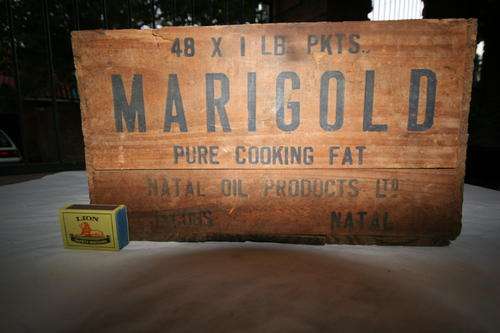 48 X 1 LB. PKTS.
MARIGOLD
PURE COOKING FAT
NATAL OIL PRODUCTS LTD
NATAL
LION